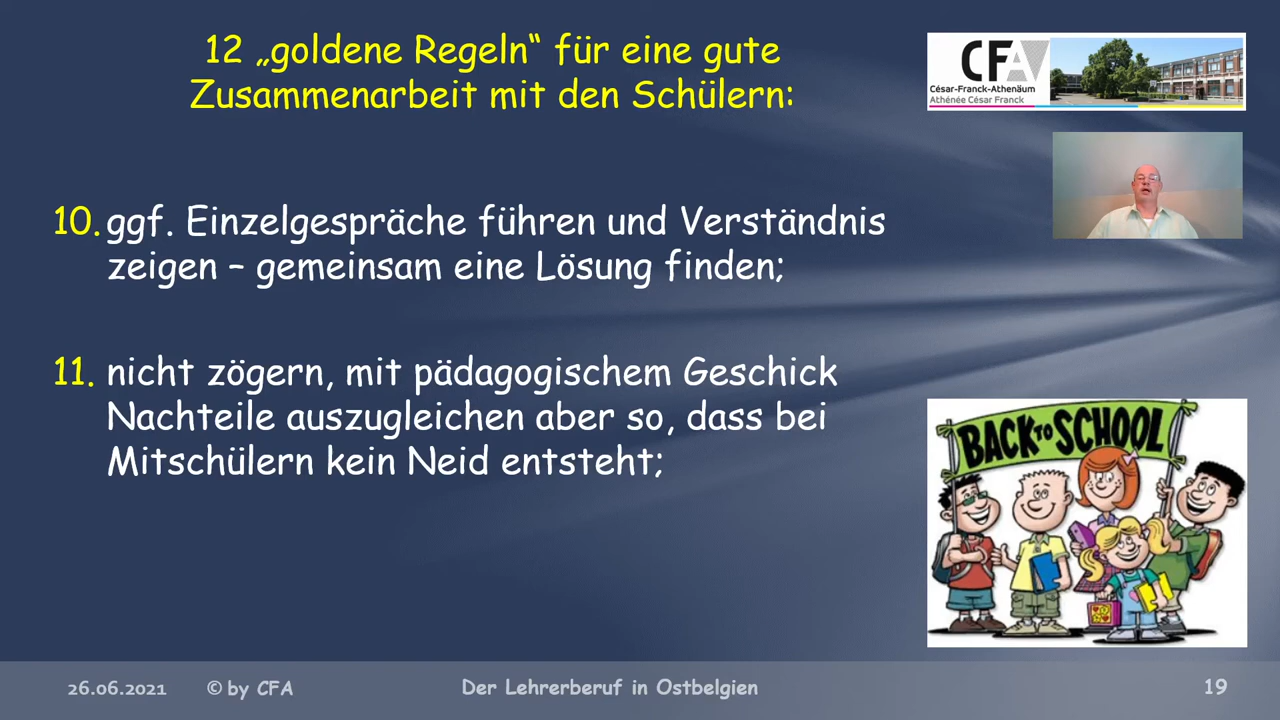 12 „goldene Regeln“ für eine gute
Zusammenarbeit mit den Schülern:
CFA
César-Franck-Athenäum
Athénée César Franck
10. ggf. Einzelgespräche führen und Verständnis
zeigen – gemeinsam eine Lösung finden;
11. nicht zögern, mit pädagogischem Geschick
Nachteile auszugleichen aber so, dass bei
Mitschülern kein Neid entsteht;
BACK TO SCHOOL
26.06.2021 © by CFA Der Lehrerberuf in Ostbelgien 19